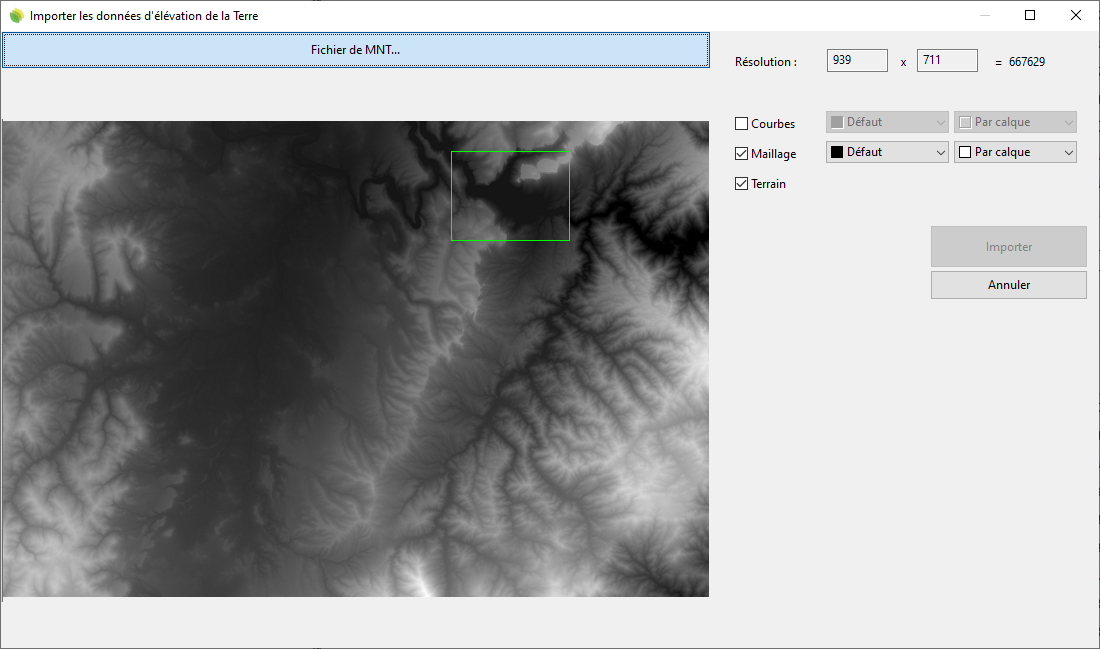 Importer les données d'élévation de la Terre
Fichier de MNT...
Résolution : 939 x 711 = 667629
Courbes Défaut Par calque
Maillage Défaut Par calque
Terrain
Importer
Annuler